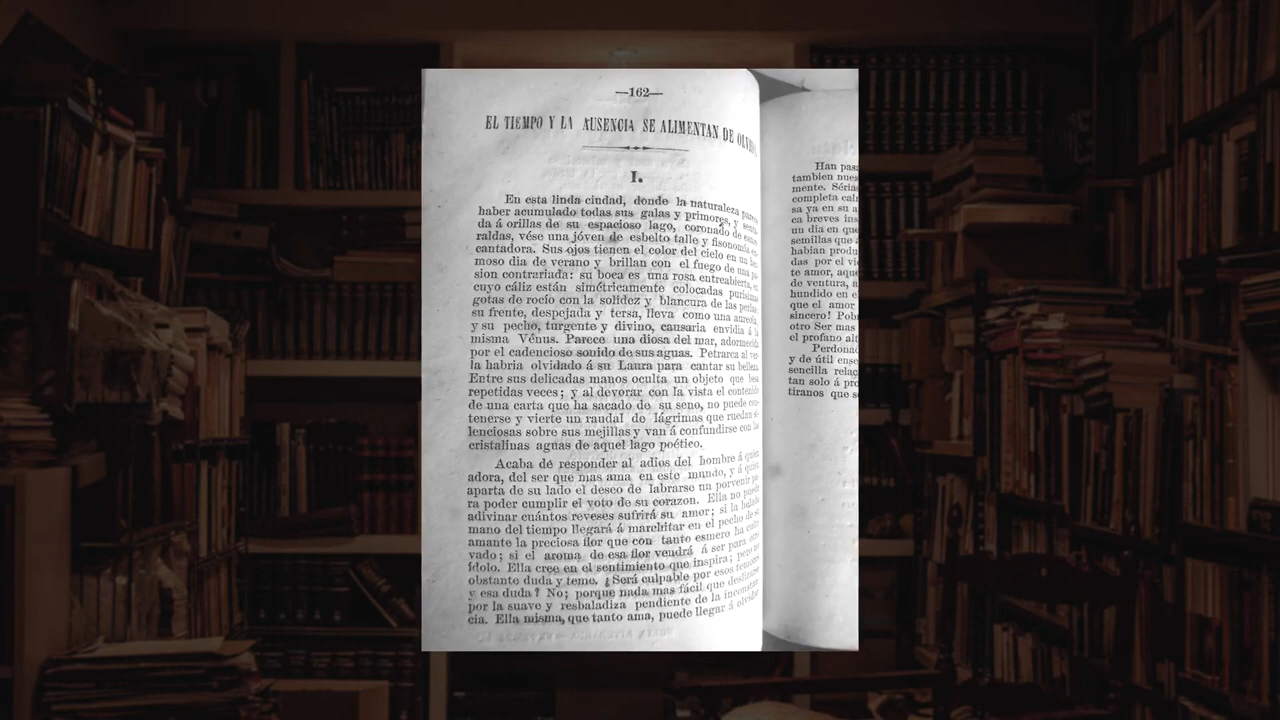 —162—
EL TIEMPO Y LA AUSENCIA SE ALIMENTAN DE
I.
En esta linda ciudad, donde la naturaleza parece
haber acumulado todas sus galas y primores, y
da á orillas de su espacioso lago, coronado de
raldas, vése una jóven de esbelto talle y fisonomía
cantadora. Sus ojos tienen el color del cielo en un
moso dia de verano y brillan con el fuego de una
sion contrariada: su boca es una rosa entreabierta,
cuyo cáliz están simétricamente colocadas purísimas
gotas de rocío con la solidez y blancura de las perlas
su frente, despejada y tersa, lleva como una aureola,
y su pecho, turgente y divino, causaria envidia á la
misma Vénus. Parece una diosa del mar, adormecida
por el cadencioso sonido de sus aguas. Petrarca al ver-
la habria olvidado á su Laura para cantar su belleza
Entre sus delicadas manos oculta un objeto que besa
repetidas veces; y al devorar con la vista el contenido
de una carta que ha sacado de su seno, no puede con-
tenerse y vierte un raudal de lágrimas que ruedan si-
lenciosas sobre sus mejillas y van á confundirse con las
cristalinas aguas de aquel lago poético.
Acaba de responder al adios del hombre á quien
adora, del ser que mas ama en este mundo, y á quien
aparta de su lado el deseo de labrarse un porvenir pa-
ra poder cumplir el voto de su corazon. Ella no puede
adivinar cuántos reveses sufrirá su amor; si la helada
mano del tiempo llegará á marchitar en el pecho de su
amante la preciosa flor que con tanto esmero ha culti-
vado; si el aroma de esa flor vendrá á ser para otro
ídolo. Ella cree en el sentimiento que inspira; pero no
obstante duda y teme. ¿Será culpable por esos temores
y esa duda? No; porque nada mas fácil que deslizarse
por la suave y resbaladiza pendiente de la inconstan-
cia. Ella misma, que tanto ama, puede llegar á olvidar
Han
tambien
mente.
completa
sa ya en su
ca breves
un dia en que
semillas que
habian
das por el
te amor,
de ventura,
hundido en
que el amor
sincero!
otro Ser mas
el profano
y de útil
sencilla
tan solo á
tiranos que